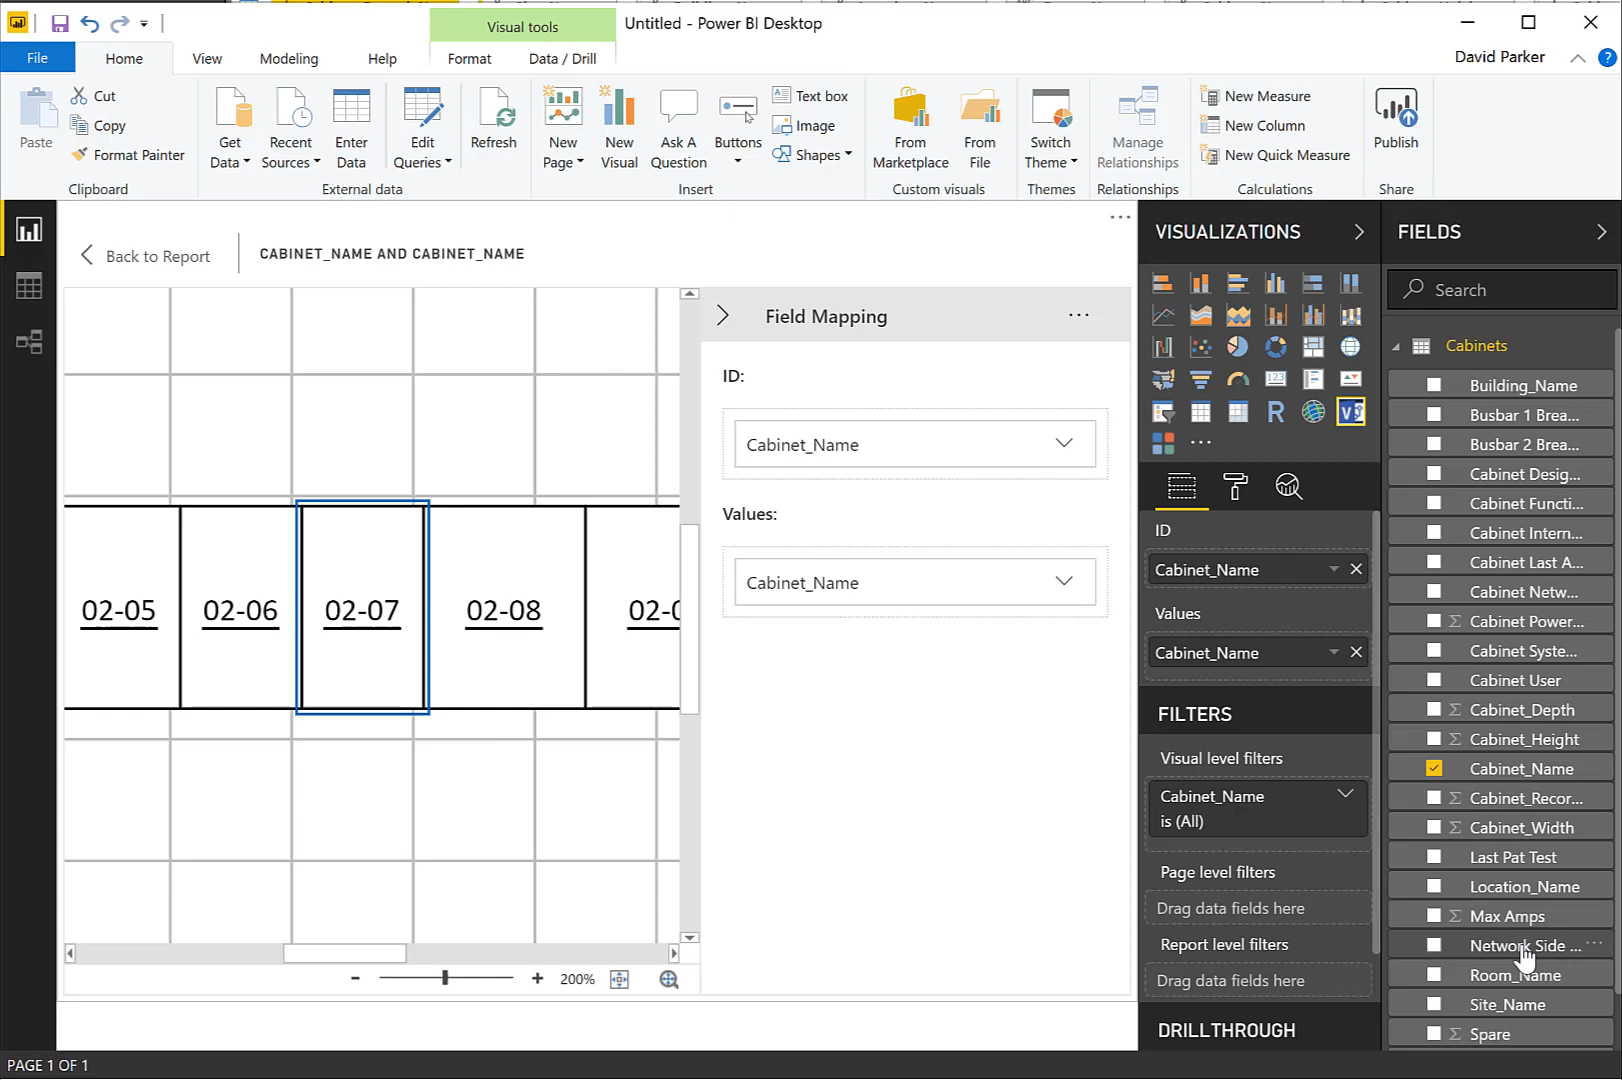 Visual tools
Untitled - Power BI Desktop
File
Home
View
Modeling
Help
Format
Data / Drill
David Parker
?
Paste
Cut
Copy
Format Painter
Clipboard
Get Data
Recent Sources
Enter Data
Edit Queries
Refresh
External data
New Page
New Visual
Ask A Question
Buttons
Text box
Image
Shapes
Insert
From Marketplace
From File
Custom visuals
Switch Theme
Themes
Manage Relationships
Relationships
New Measure
New Column
New Quick Measure
Calculations
Publish
Share
Back to Report
CABINET_NAME AND CABINET_NAME
02-05
02-06
02-07
02-08
200%
Field Mapping
ID:
Cabinet_Name
Values:
Cabinet_Name
VISUALIZATIONS
123
R
V
ID
Cabinet_Name
Values
Cabinet_Name
FILTERS
Visual level filters
Cabinet_Name
is (All)
Page level filters
Drag data fields here
Report level filters
Drag data fields here
DRILLTHROUGH
FIELDS
Search
Cabinets
Building_Name
Busbar 1 Brea...
Busbar 2 Brea...
Cabinet Desig...
Cabinet Functi...
Cabinet Intern...
Cabinet Last A...
Cabinet Netw...
Σ Cabinet Power...
Cabinet Syste...
Cabinet User
Σ Cabinet_Depth
Σ Cabinet_Height
Cabinet_Name
Σ Cabinet_Recor...
Σ Cabinet_Width
Last Pat Test
Location_Name
Σ Max Amps
Network Side ...
Room_Name
Site_Name
Σ Spare
PAGE 1 OF 1